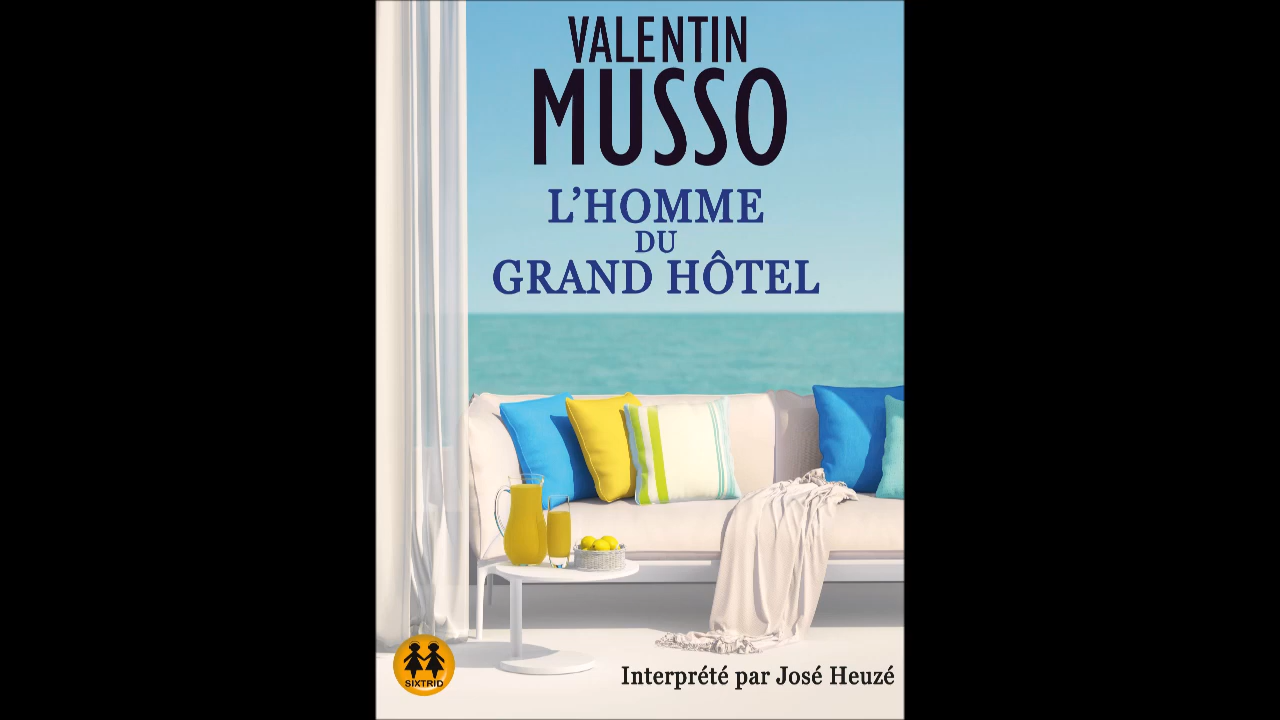 VALENTIN
MUSSO
L'HOMME
DU
GRAND HÔTEL
SIXTRID
Interprété par José Heuzé